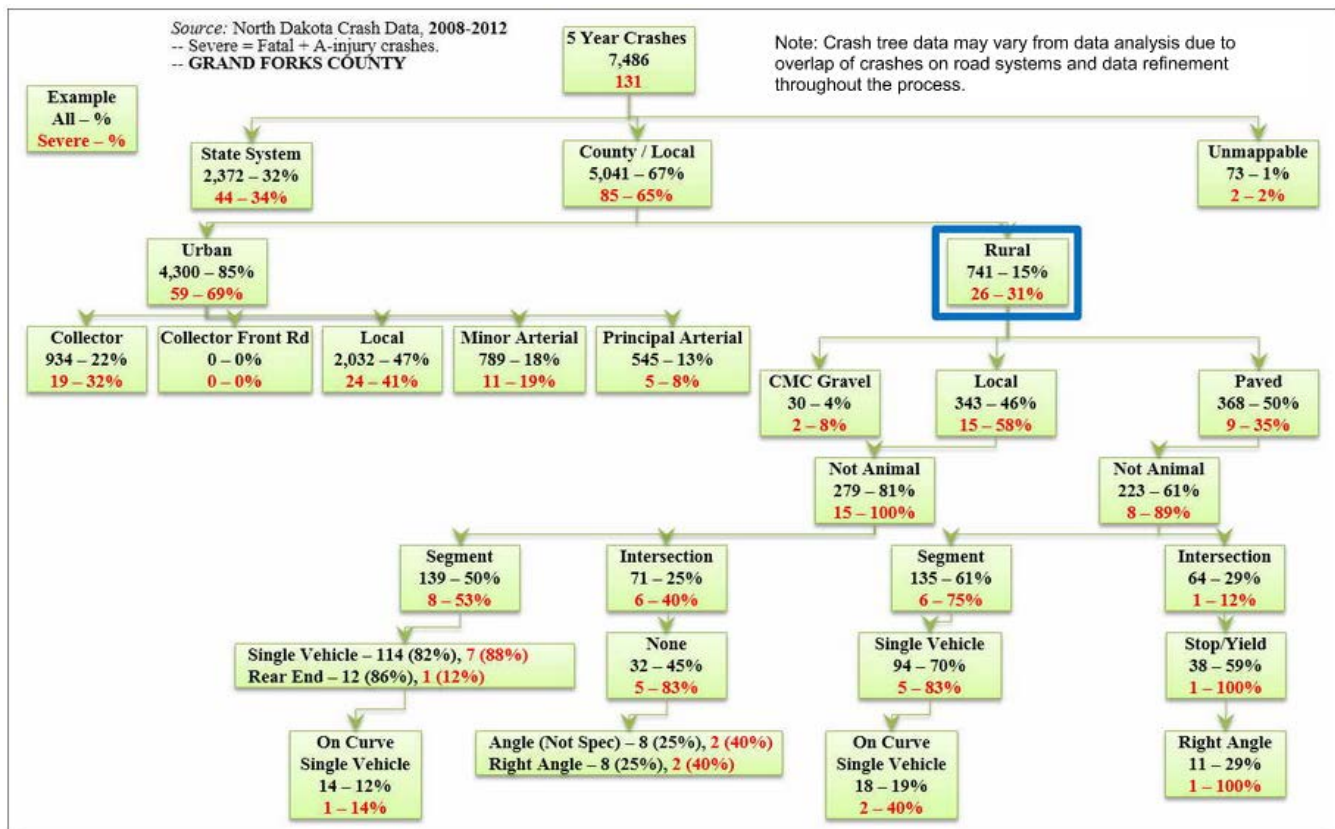 Source: North Dakota Crash Data, 2008-2012
-- Severe = Fatal + A-injury crashes.
-- GRAND FORKS COUNTY
5 Year Crashes
7,486
131
Note: Crash tree data may vary from data analysis due to
overlap of crashes on road systems and data refinement
throughout the process.
Example
All – %
Severe – %
State System
2,372 – 32%
44 – 34%
County / Local
5,041 – 67%
85 – 65%
Unmappable
73 – 1%
2 – 2%
Urban
4,300 – 85%
59 – 69%
Rural
741 – 15%
26 – 31%
Collector
934 – 22%
19 – 32%
Collector Front Rd
0 – 0%
0 – 0%
Local
2,032 – 47%
24 – 41%
Minor Arterial
789 – 18%
11 – 19%
Principal Arterial
545 – 13%
5 – 8%
CMC Gravel
30 – 4%
2 – 8%
Local
343 – 46%
15 – 58%
Paved
368 – 50%
9 – 35%
Not Animal
279 – 81%
15 – 100%
Not Animal
223 – 61%
8 – 89%
Segment
139 – 50%
8 – 53%
Intersection
71 – 25%
6 – 40%
Segment
135 – 61%
6 – 75%
Intersection
64 – 29%
1 – 12%
Single Vehicle – 114 (82%), 7 (88%)
Rear End – 12 (86%), 1 (12%)
None
32 – 45%
5 – 83%
Single Vehicle
94 – 70%
5 – 83%
Stop/Yield
38 – 59%
1 – 100%
On Curve
Single Vehicle
14 – 12%
1 – 14%
Angle (Not Spec) – 8 (25%), 2 (40%)
Right Angle – 8 (25%), 2 (40%)
On Curve
Single Vehicle
18 – 19%
2 – 40%
Right Angle
11 – 29%
1 – 100%